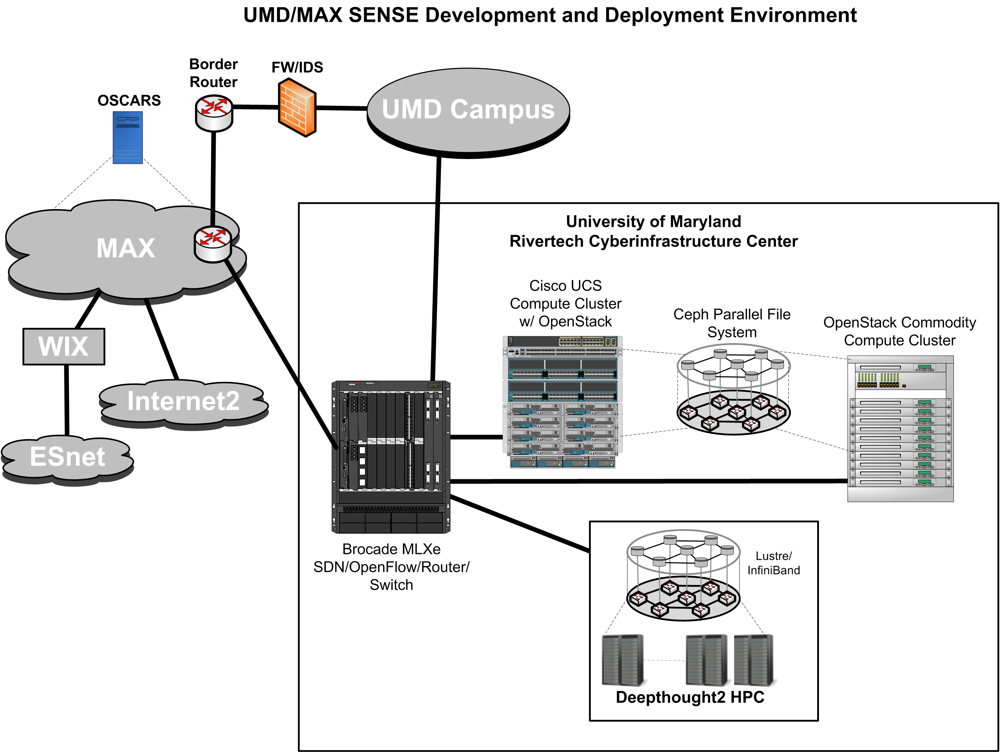 UMD/MAX SENSE Development and Deployment Environment
Border
Router
FW/IDS
OSCARS
UMD Campus
MAX
University of Maryland
Rivertech Cyberinfrastructure Center
Cisco UCS
Compute Cluster
w/ OpenStack
Ceph Parallel File
System
OpenStack Commodity
Compute Cluster
WIX
Internet2
ESnet
Brocade MLXe
SDN/OpenFlow/Router/
Switch
Lustre/
InfiniBand
Deepthought2 HPC